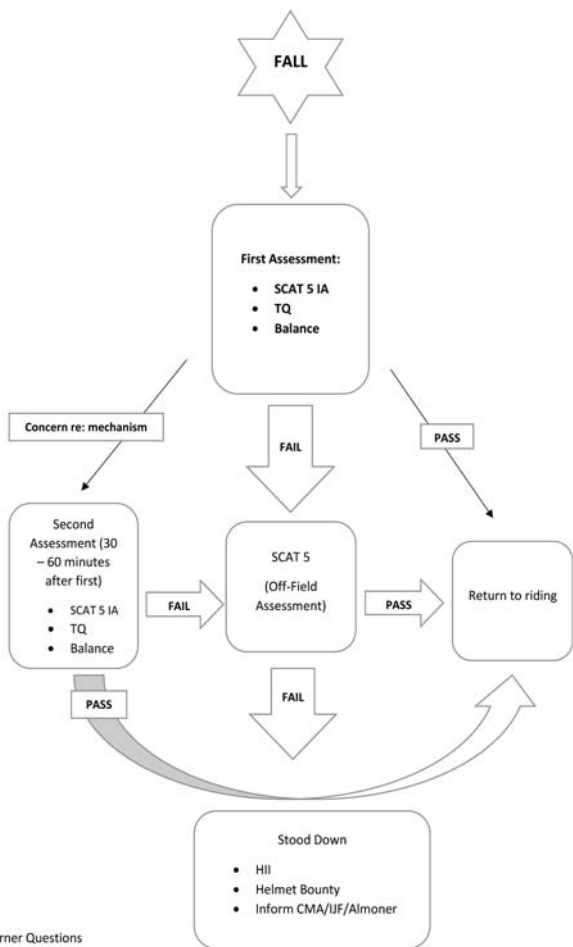 FALL
First Assessment:
• SCAT 5 IA
• TQ
• Balance
Concern re: mechanism
FAIL
PASS
Second
Assessment (30
– 60 minutes
after first)
• SCAT 5 IA
• TQ
• Balance
FAIL
SCAT 5
(Off-Field
Assessment)
PASS
Return to riding
PASS
FAIL
Stood Down
• HII
• Helmet Bounty
• Inform CMA/IJF/Almoner
rner Questions